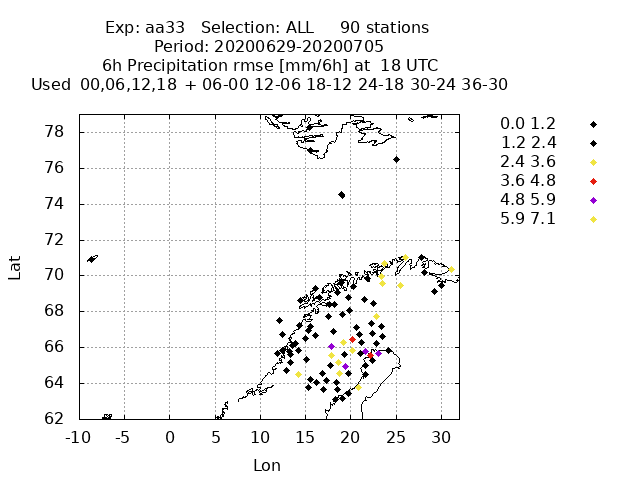 Exp: aa33 Selection: ALL 90 stations
Period: 20200629-20200705
6h Precipitation rmse [mm/6h] at 18 UTC
Used 00,06,12,18 + 06-00 12-06 18-12 24-18 30-24 36-30
0.0 1.2
1.2 2.4
2.4 3.6
3.6 4.8
4.8 5.9
5.9 7.1
Lat
78
76
74
72
70
68
66
64
62
-10 -5 0 5 10 15 20 25 30
Lon